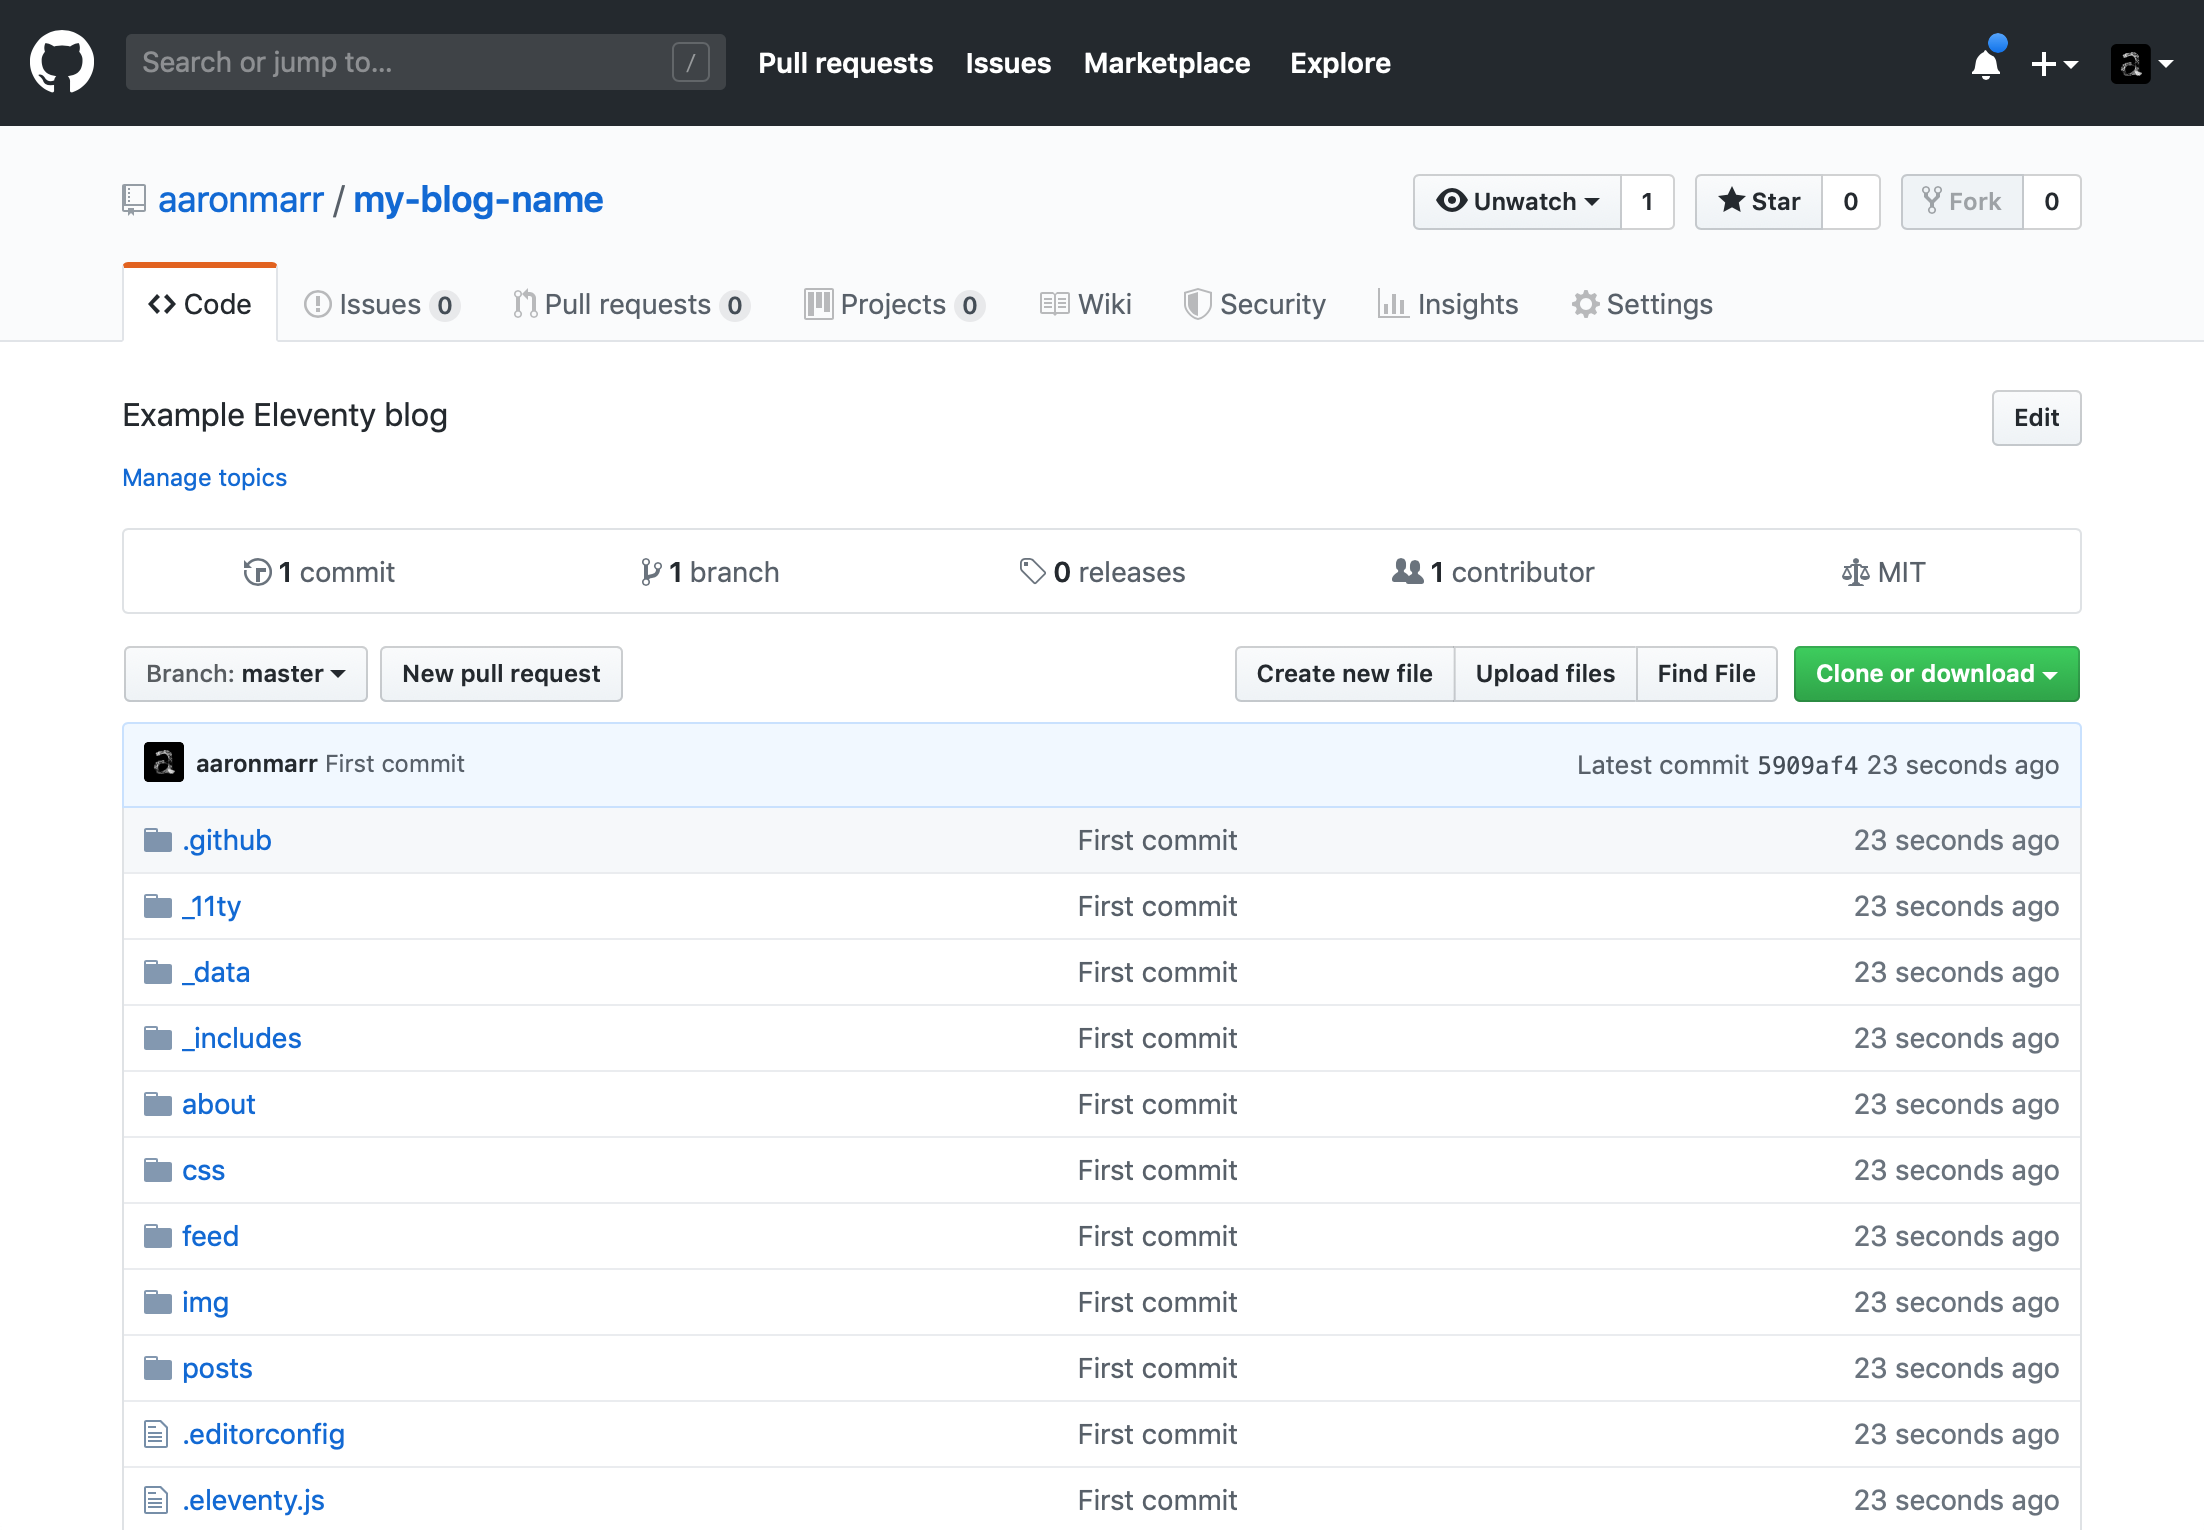 Search or jump to... /
Pull requests Issues Marketplace Explore
aaronmarr / my-blog-name
Unwatch 1 Star 0 Fork 0
Code Issues 0 Pull requests 0 Projects 0 Wiki Security Insights Settings
Example Eleventy blog
Edit
Manage topics
1 commit 1 branch 0 releases 1 contributor MIT
Branch: master New pull request Create new file Upload files Find File Clone or download
aaronmarr First commit Latest commit 5909af4 23 seconds ago
.github First commit 23 seconds ago
_11ty First commit 23 seconds ago
_data First commit 23 seconds ago
_includes First commit 23 seconds ago
about First commit 23 seconds ago
css First commit 23 seconds ago
feed First commit 23 seconds ago
img First commit 23 seconds ago
posts First commit 23 seconds ago
.editorconfig First commit 23 seconds ago
.eleventy.js First commit 23 seconds ago